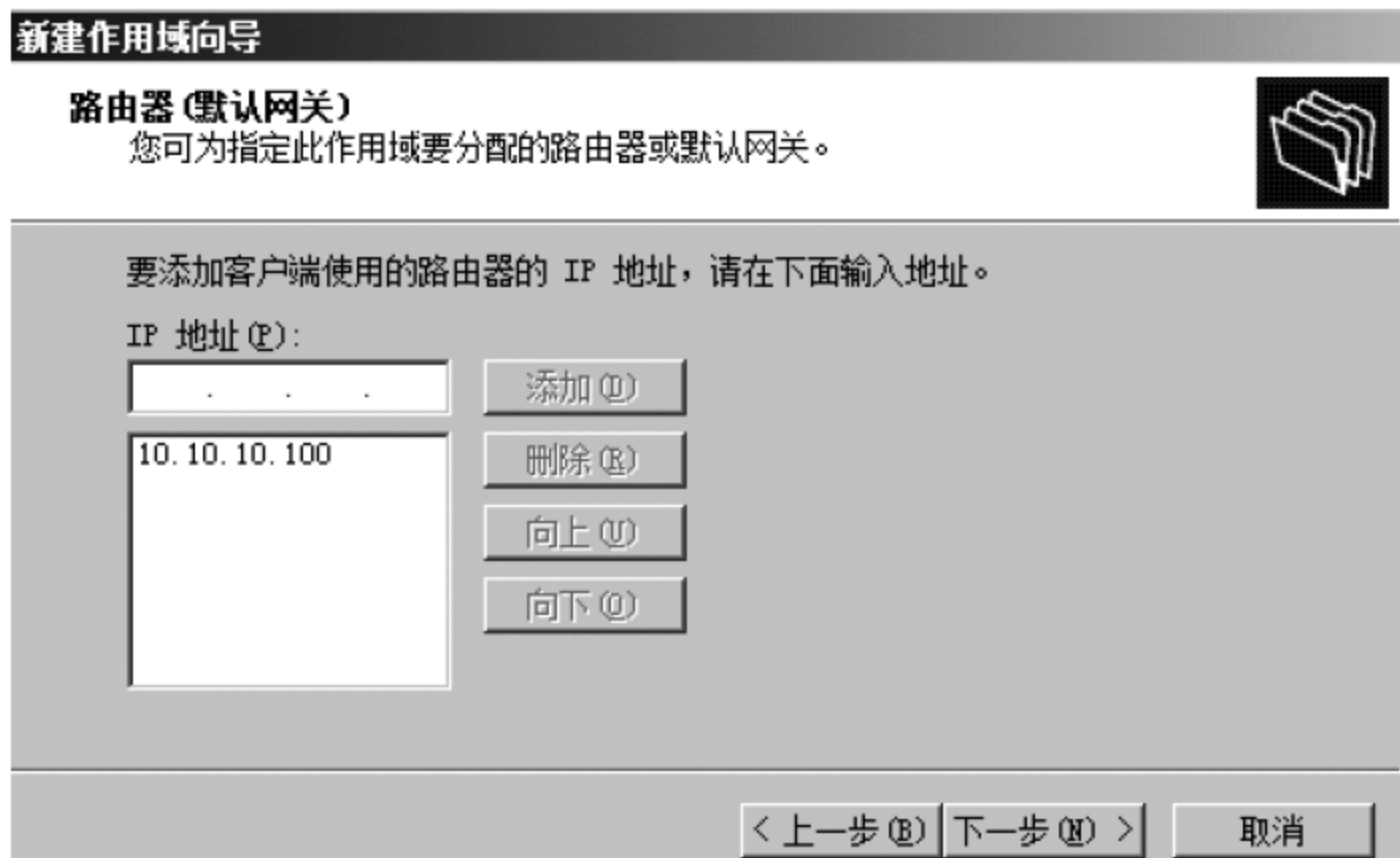 新建作用域向导
路由器(默认网关)
您可为指定此作用域要分配的路由器或默认网关。
要添加客户端使用的路由器的 IP 地址，请在下面输入地址。
IP 地址(P):
. . .
添加(D)
10.10.10.100
删除(R)
向上(U)
向下(O)
< 上一步(B)
下一步(N) >
取消